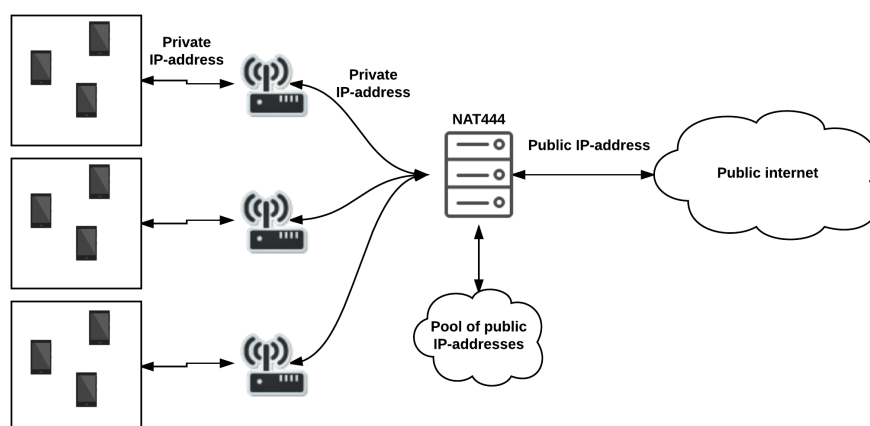 Private
IP-address
Private
IP-address
NAT444
Public IP-address
Public internet
Pool of public
IP-addresses